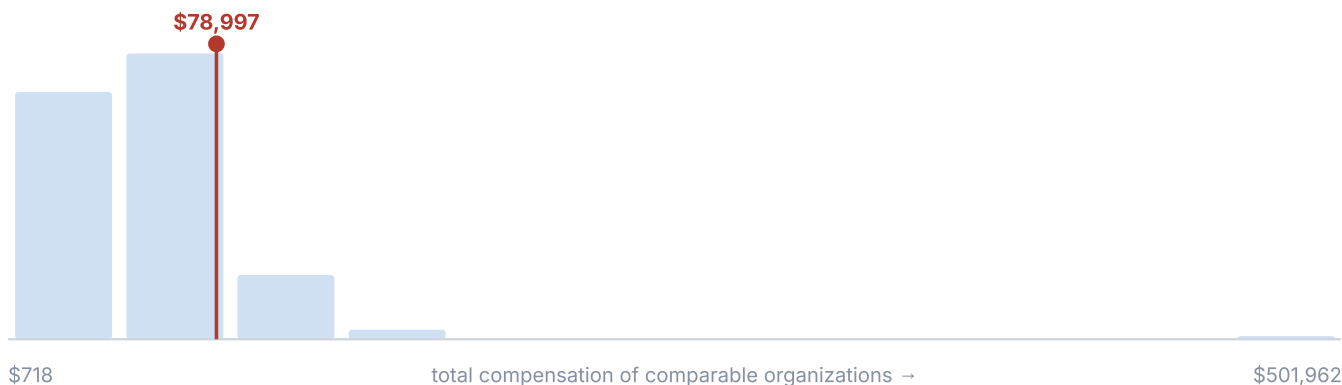 $78,997
$718
total compensation of comparable organizations →
$501,962